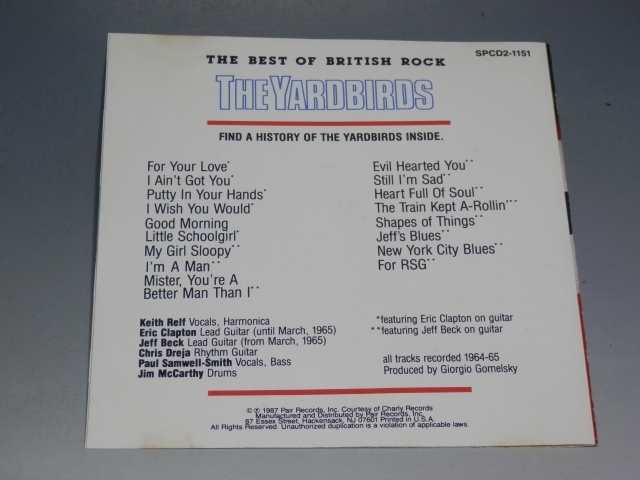 THE BEST OF BRITISH ROCK
SPCD2-1151
THE YARDBIRDS
FIND A HISTORY OF THE YARDBIRDS INSIDE.
For Your Love*
I Ain't Got You*
Putty In Your Hands*
I Wish You Would*
Good Morning
Little Schoolgirl*
My Girl Sloopy**
I'm A Man**
Mister, You're A
Better Man Than I**
Evil Hearted You**
Still I'm Sad**
Heart Full Of Soul**
The Train Kept A-Rollin'**
Shapes of Things**
Jeff's Blues**
New York City Blues**
For RSG**
Keith Relf Vocals, Harmonica
Eric Clapton Lead Guitar (until March, 1965)
Jeff Beck Lead Guitar (from March, 1965)
Chris Dreja Rhythm Guitar
Paul Samwell-Smith Vocals, Bass
Jim McCarthy Drums
*featuring Eric Clapton on guitar
**featuring Jeff Beck on guitar
all tracks recorded 1964-65
Produced by Giorgio Gomelsky
© ℗ 1987 Pair Records, Inc. Courtesy of Charly Records
Manufactured and Distributed by Pair Records, Inc.
87 Essex Street, Hackensack, NJ 07601 Printed in U.S.A.
All Rights Reserved. Unauthorized duplication is a violation of applicable laws.